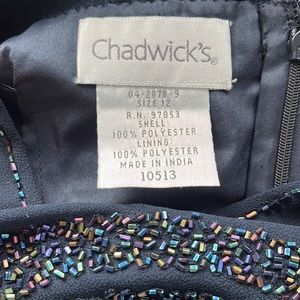 Chadwick's®
04-2878-9
SIZE 12
R.N.: 97853
SHELL:
100% POLYESTER
LINING:
100% POLYESTER
MADE IN INDIA
10513